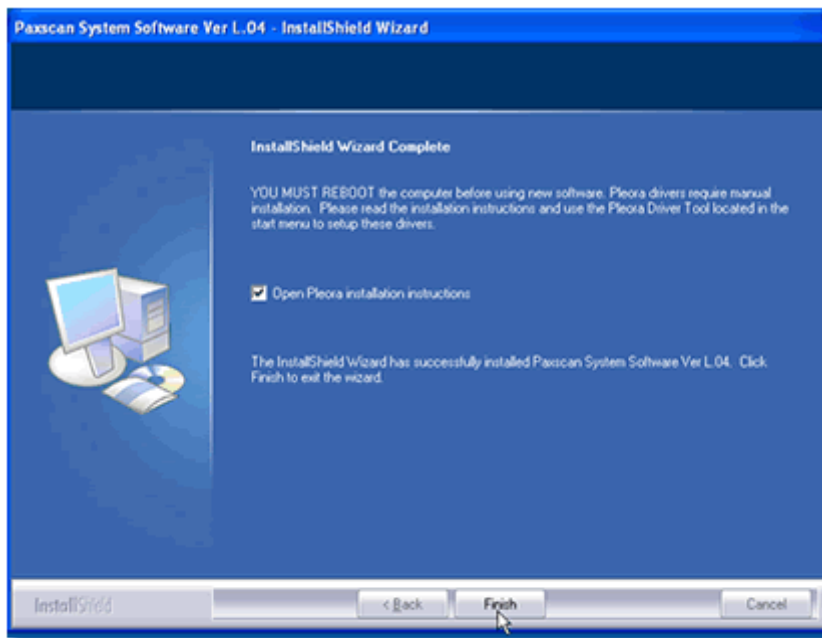 Paxscan System Software Ver L.04 - InstallShield Wizard
InstallShield Wizard Complete
YOU MUST REBOOT the computer before using new software. Pleora drivers require manual
installation. Please read the installation instructions and use the Pleora Driver Tool located in the
start menu to setup these drivers.
Open Pleora installation instructions
The InstallShield Wizard has successfully installed Paxscan System Software Ver L.04. Click
Finish to exit the wizard.
InstallShield
< Back
Finish
Cancel